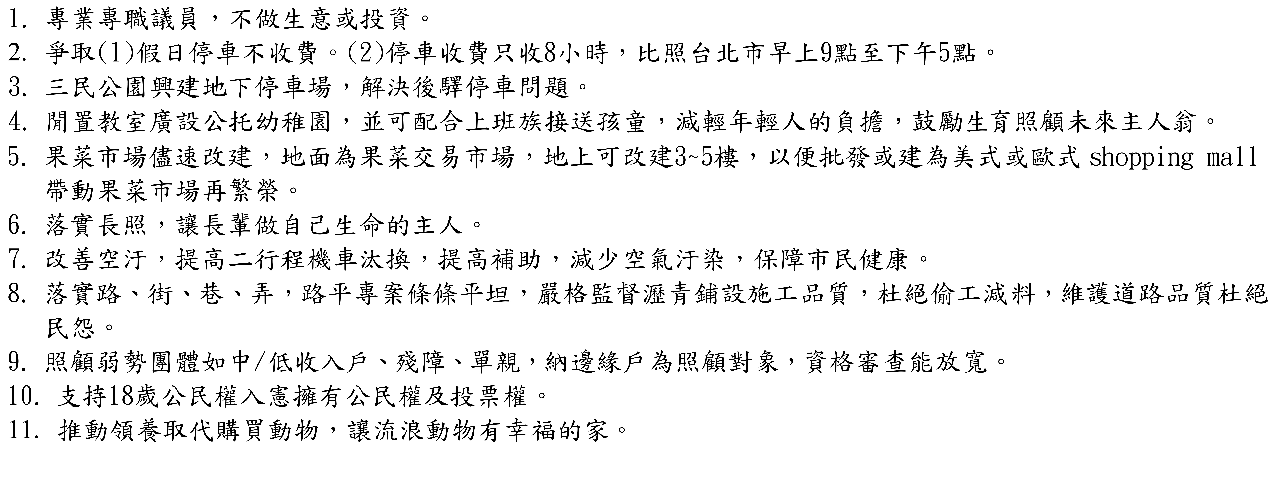 1. 專業專職議員，不做生意或投資。
2. 爭取(1)假日停車不收費。(2)停車收費只收8小時，比照台北市早上9點至下午5點。
3. 三民公園興建地下停車場，解決後驛停車問題。
4. 閒置教室廣設公托幼稚園，並可配合上班族接送孩童，減輕年輕人的負擔，鼓勵生育照顧未來主人翁。
5. 果菜市場儘速改建，地面為果菜交易市場，地上可改建3~5樓，以便批發或建為美式或歐式 shopping mall
帶動果菜市場再繁榮。
6. 落實長照，讓長輩做自己生命的主人。
7. 改善空汙，提高二行程機車汰換，提高補助，減少空氣汙染，保障市民健康。
8. 落實路、街、巷、弄，路平專案條條平坦，嚴格監督瀝青鋪設施工品質，杜絕偷工減料，維護道路品質杜絕
民怨。
9. 照顧弱勢團體如中/低收入戶、殘障、單親，納邊緣戶為照顧對象，資格審查能放寬。
10. 支持18歲公民權入憲擁有公民權及投票權。
11. 推動領養取代購買動物，讓流浪動物有幸福的家。